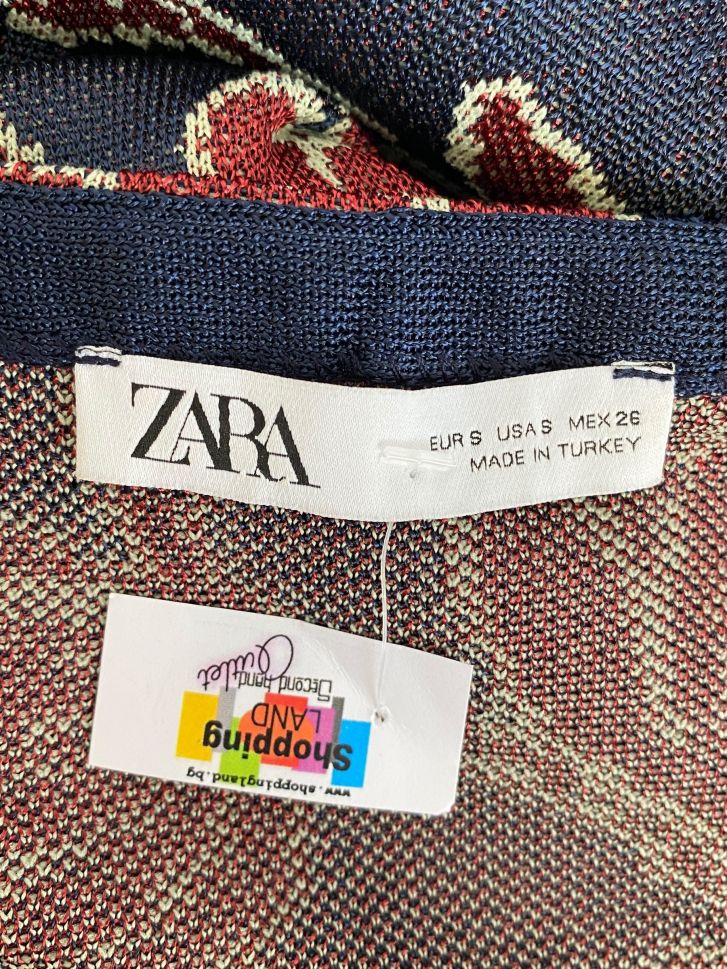 ZARA
EUR S USA S MEX 26
MADE IN TURKEY
www.shoppingland.bg
Shopping
LAND
Second Hand
Outlet